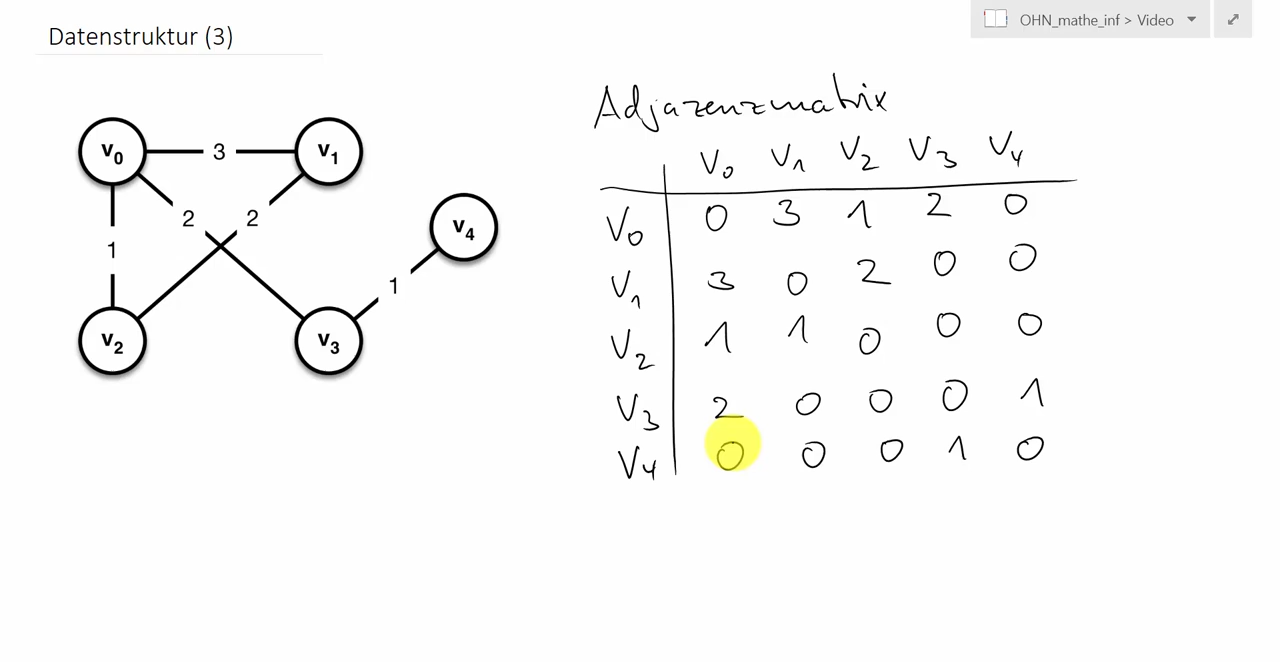 OHN_mathe_inf > Video
Datenstruktur (3)
Adjazenzmatrix
v0 3 v1
2 2
1
v4
1
v2 v3
V0 V1 V2 V3 V4
V0 0 3 1 2 0
V1 3 0 2 0 0
V2 1 1 0 0 0
V3 2 0 0 0 1
V4 0 0 0 1 0